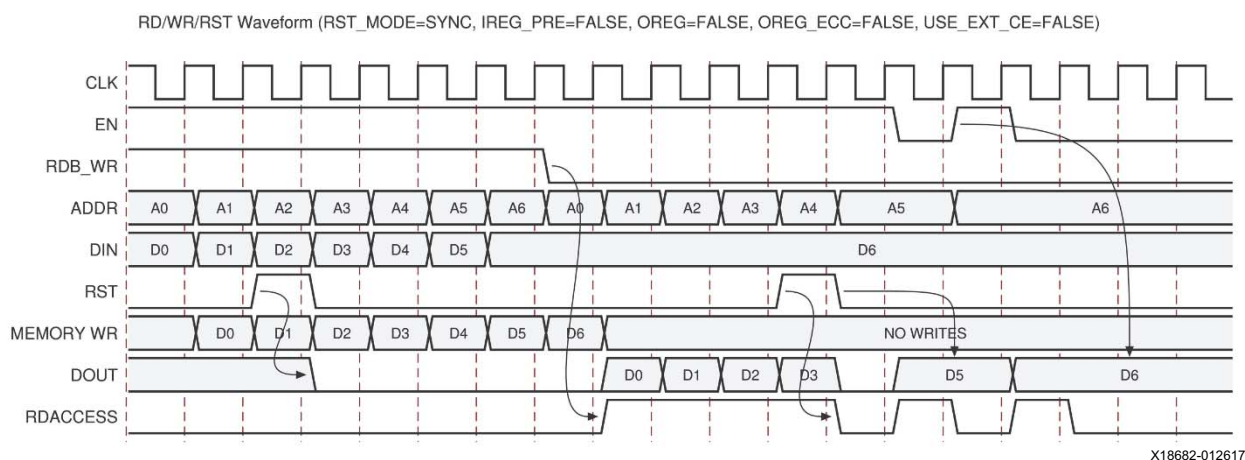 RD/WR/RST Waveform (RST_MODE=SYNC, IREG_PRE=FALSE, OREG=FALSE, OREG_ECC=FALSE, USE_EXT_CE=FALSE)
CLK
EN
RDB_WR
ADDR A0 A1 A2 A3 A4 A5 A6 A0 A1 A2 A3 A4 A5 A6
DIN D0 D1 D2 D3 D4 D5 D6
RST
MEMORY WR D0 D1 D2 D3 D4 D5 D6 NO WRITES
DOUT D0 D1 D2 D3 D5 D6
RDACCESS
X18682-012617